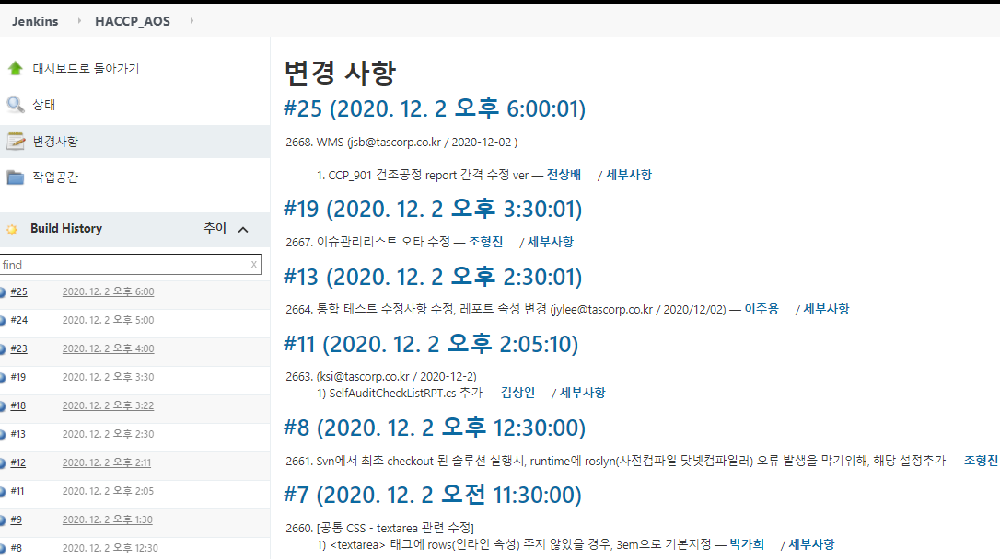 Jenkins
HACCP_AOS
대시보드로 돌아가기
상태
변경사항
작업공간
Build History 추이
find x
#25 2020. 12. 2 오후 6:00
#24 2020. 12. 2 오후 5:00
#23 2020. 12. 2 오후 4:00
#19 2020. 12. 2 오후 3:30
#18 2020. 12. 2 오후 3:22
#13 2020. 12. 2 오후 2:30
#12 2020. 12. 2 오후 2:11
#11 2020. 12. 2 오후 2:05
#9 2020. 12. 2 오후 1:30
#8 2020. 12. 2 오후 12:30
변경 사항
#25 (2020. 12. 2 오후 6:00:01)
2668. WMS (jsb@tascorp.co.kr / 2020-12-02 )
1. CCP_901 건조공정 report 간격 수정 ver — 전상배 / 세부사항
#19 (2020. 12. 2 오후 3:30:01)
2667. 이슈관리리스트 오타 수정 — 조형진 / 세부사항
#13 (2020. 12. 2 오후 2:30:01)
2664. 통합 테스트 수정사항 수정, 레포트 속성 변경 (jylee@tascorp.co.kr / 2020/12/02) — 이주용 / 세부사항
#11 (2020. 12. 2 오후 2:05:10)
2663. (ksi@tascorp.co.kr / 2020-12-2)
1) SelfAuditCheckListRPT.cs 추가 — 김상인 / 세부사항
#8 (2020. 12. 2 오후 12:30:00)
2661. Svn에서 최초 checkout 된 솔루션 실행시, runtime에 roslyn(사전컴파일 닷넷컴파일러) 오류 발생을 막기위해, 해당 설정추가 — 조형진
#7 (2020. 12. 2 오전 11:30:00)
2660. [공통 CSS - textarea 관련 수정]
1) <textarea> 태그에 rows(인라인 속성) 주지 않았을 경우, 3em으로 기본지정 — 박가희 / 세부사항